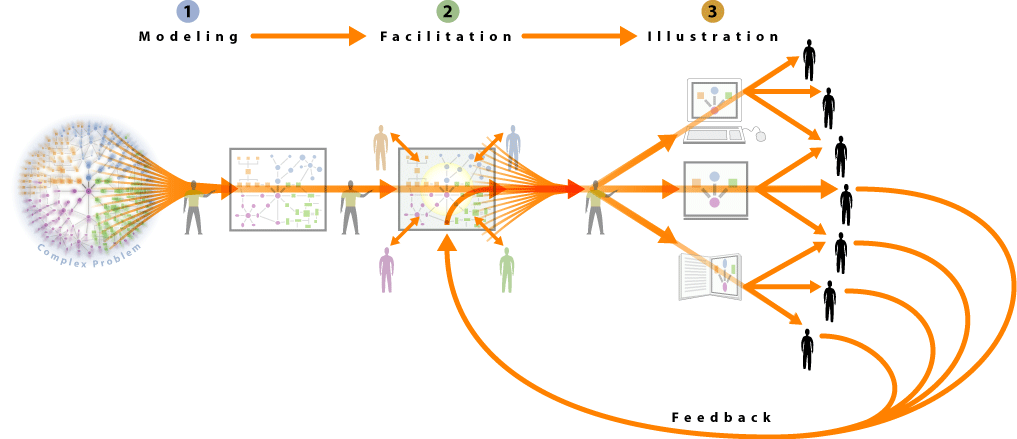 1
2
3
Modeling
Facilitation
Illustration
Complex Problem
Feedback